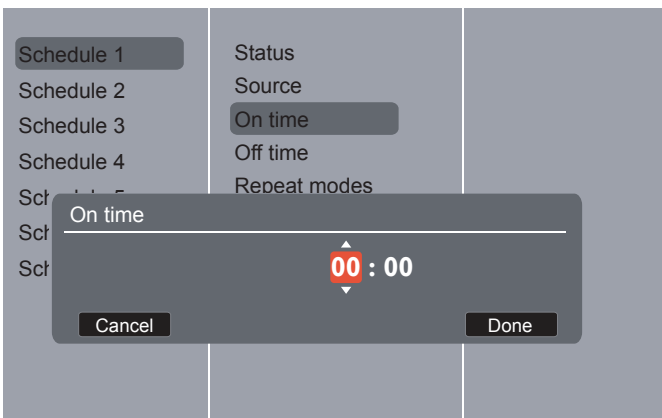 Schedule 1
Schedule 2
Schedule 3
Schedule 4
Status
Source
On time
Off time
Repeat modes
On time
00 : 00
Cancel
Done